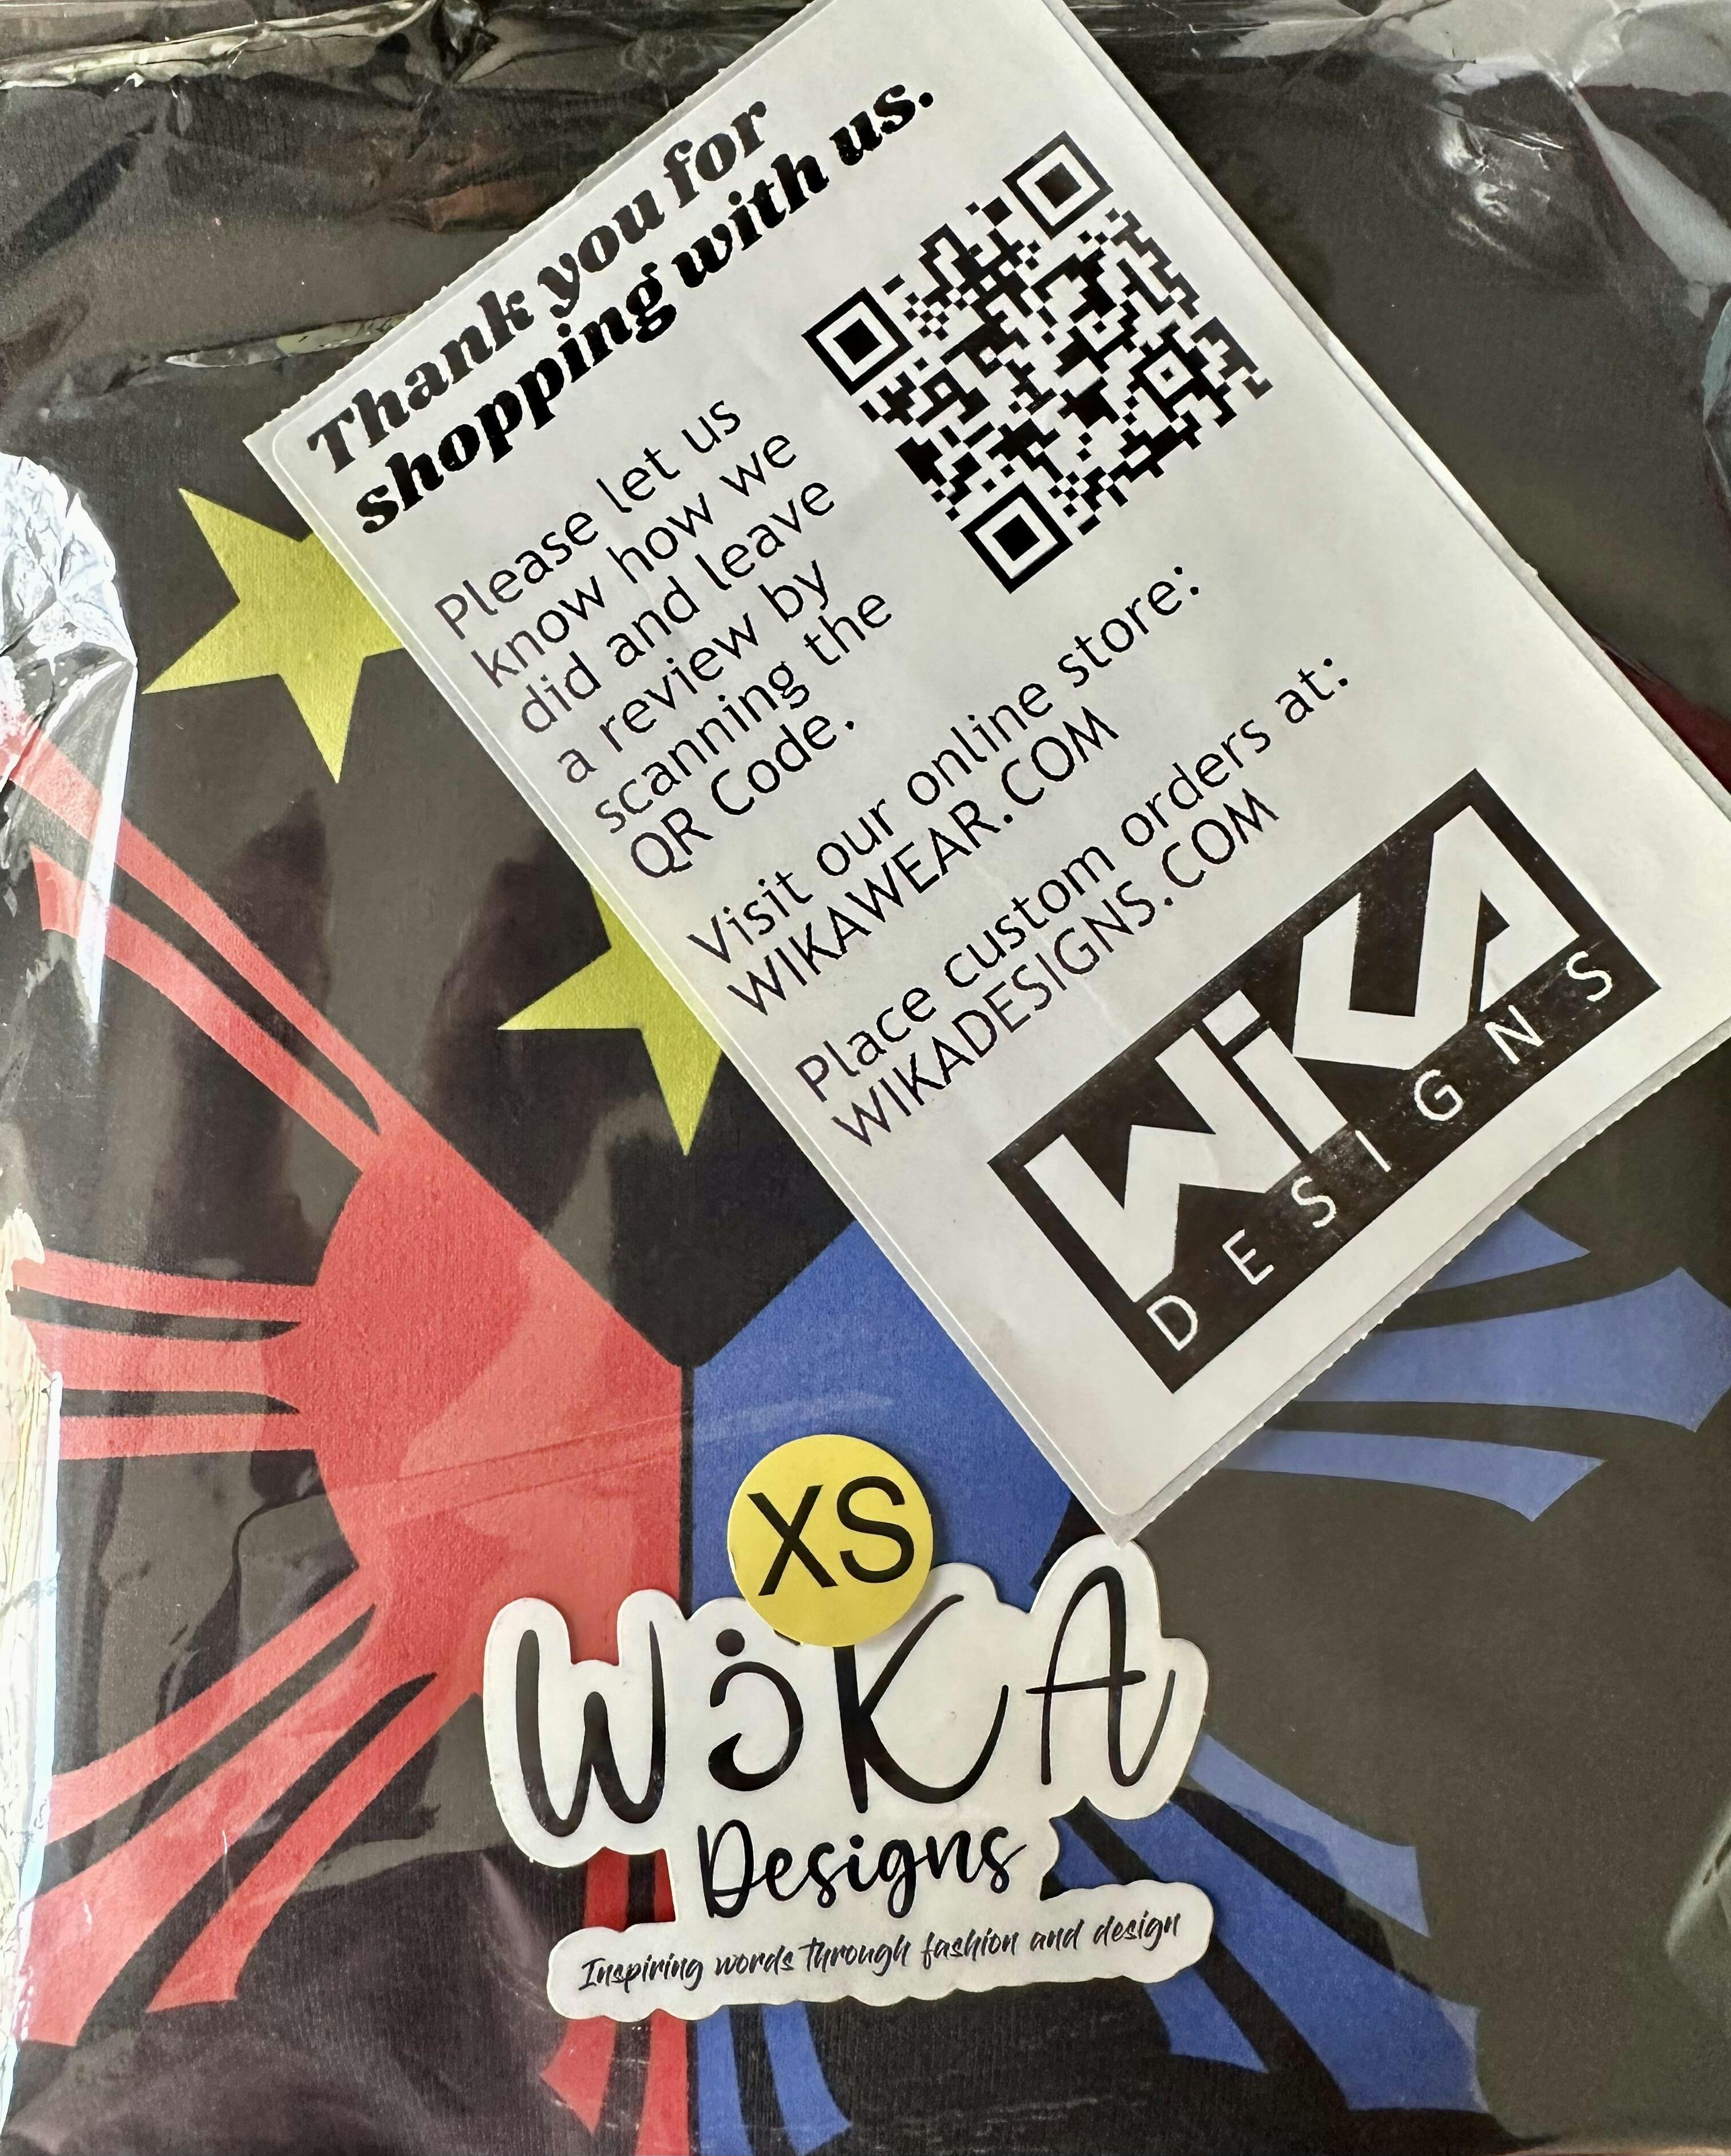 Thank you for
shopping with us.
Please let us
know how we
did and leave
a review by
scanning the
QR Code.
Visit our online store:
WIKAWEAR.COM
Place custom orders at:
WIKADESIGNS.COM
WiKA
DESIGNS
XS
WiKA
Designs
Inspiring words through fashion and design